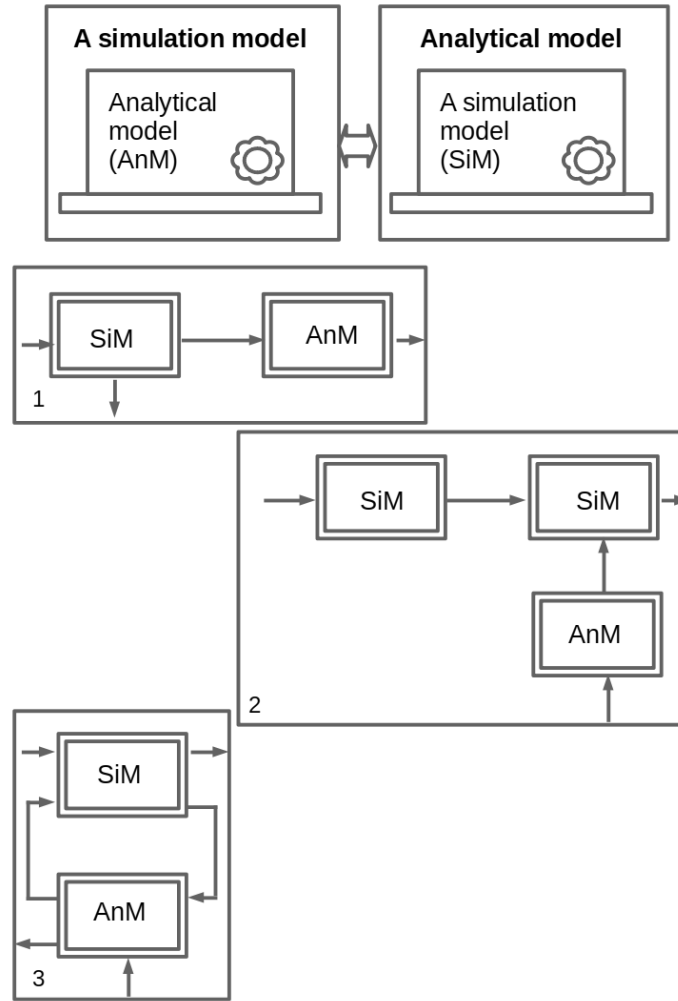 A simulation model
Analytical
model
(AnM)
Analytical model
A simulation
model
(SiM)
SiM
AnM
1
SiM
SiM
AnM
2
SiM
AnM
3